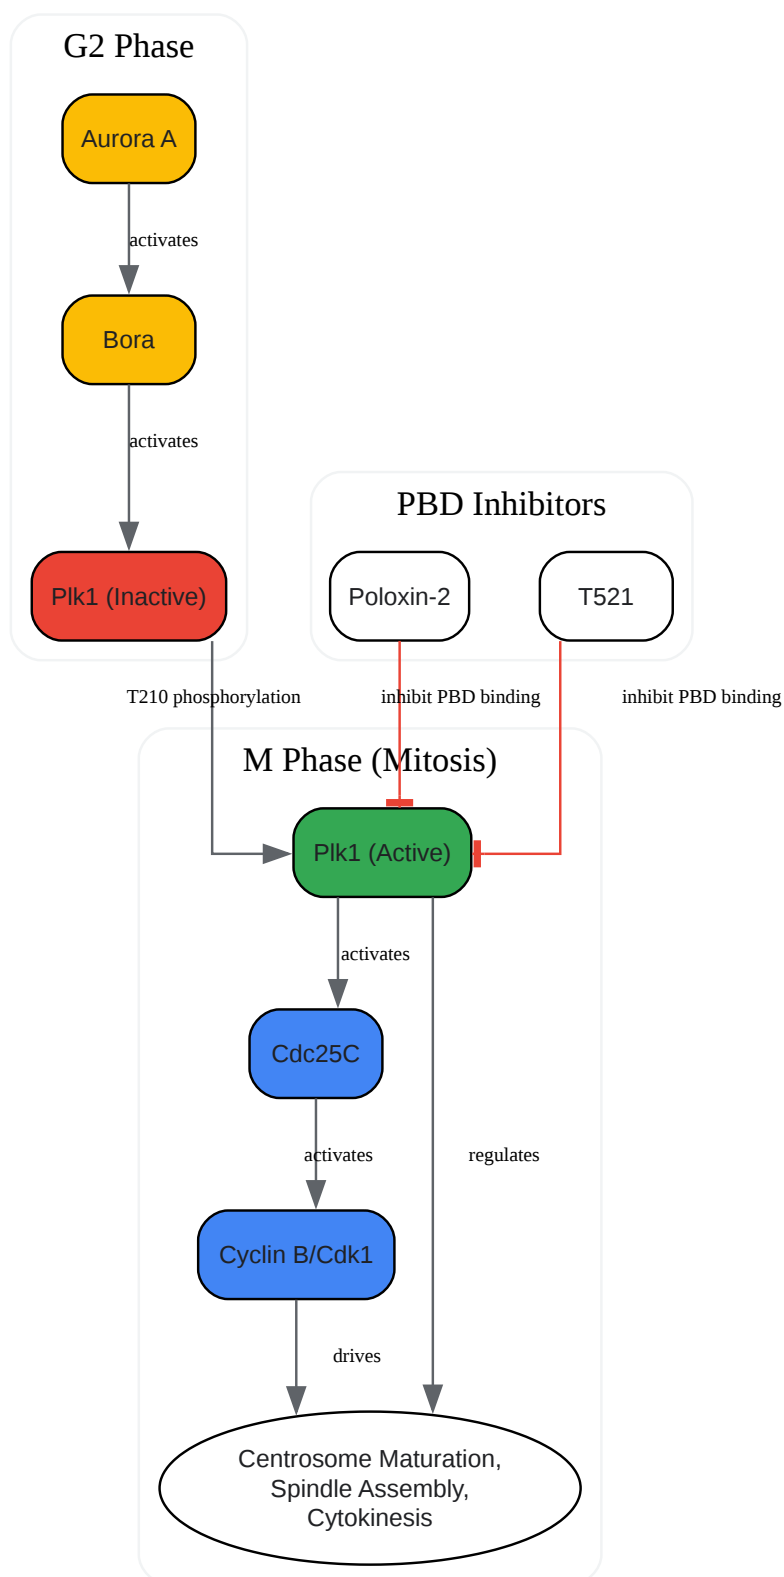 G2 Phase
Aurora A
activates
Bora
activates
PBD Inhibitors
Plk1 (Inactive)
Poloxin-2
T521
T210 phosphorylation
inhibit PBD binding
inhibit PBD binding
M Phase (Mitosis)
Plk1 (Active)
activates
Cdc25C
activates
regulates
Cyclin B/Cdk1
drives
Centrosome Maturation,
Spindle Assembly,
Cytokinesis